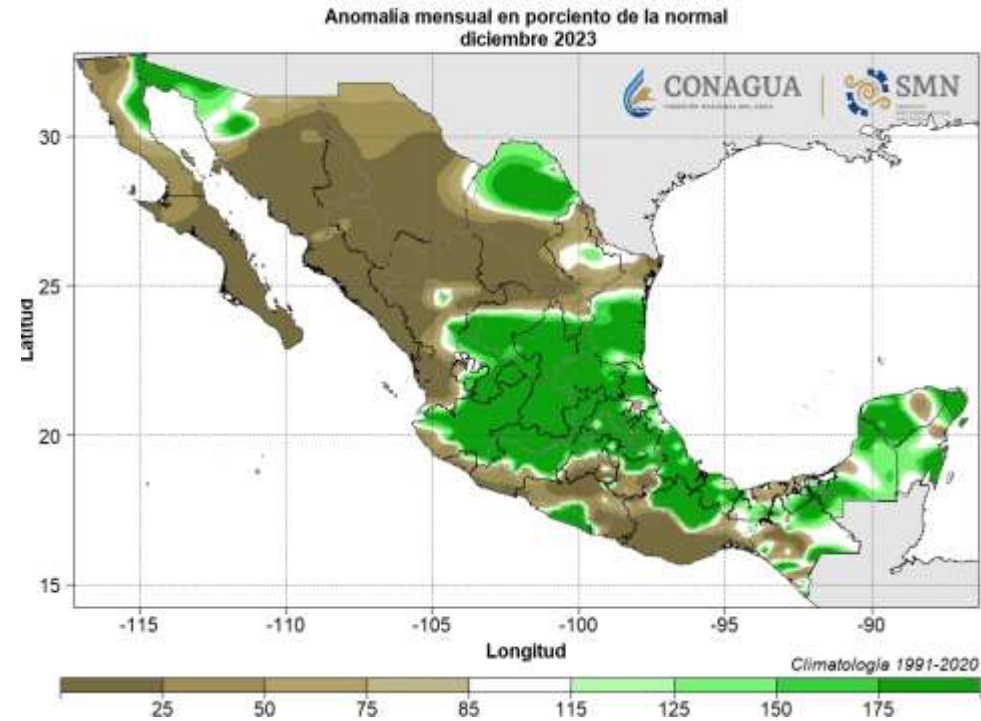 Anomalía mensual en porciento de la normal
diciembre 2023
CONAGUA
SMN
30
25
20
15
Latitud
-115 -110 -105 -100 -95 -90
Longitud
Climatología 1991-2020
25 50 75 85 115 125 150 175